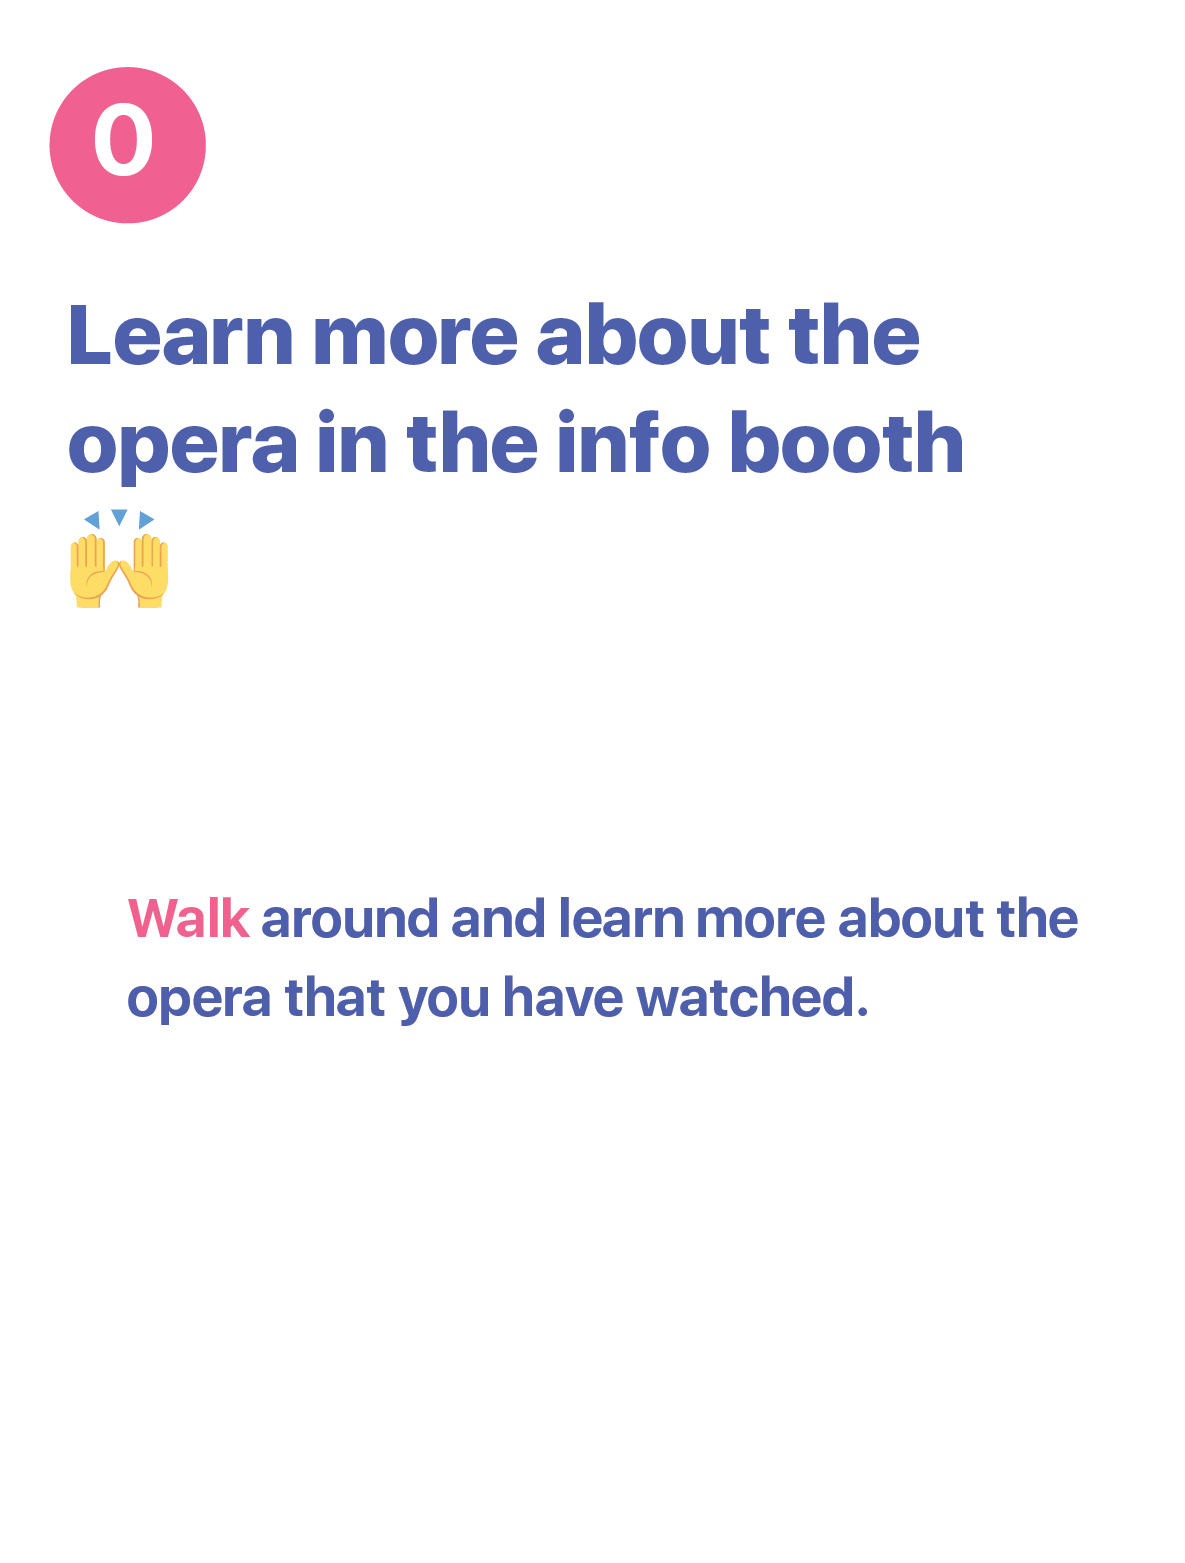 0
Learn more about the
opera in the info booth
🙌
Walk around and learn more about the
opera that you have watched.